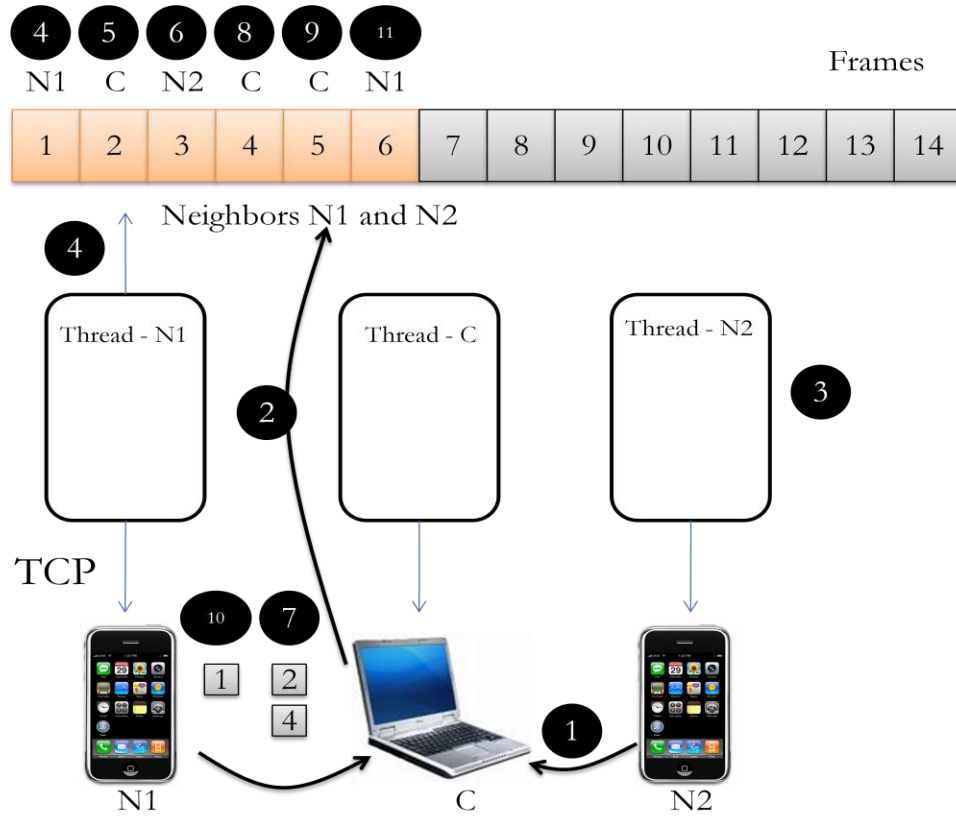 4 5 6 8 9 11
N1 C N2 C C N1
Frames
1 2 3 4 5 6 7 8 9 10 11 12 13 14
Neighbors N1 and N2
4
Thread - N1
Thread - C
Thread - N2
2
3
TCP
10 7
1 2
4
1
N1
C
N2